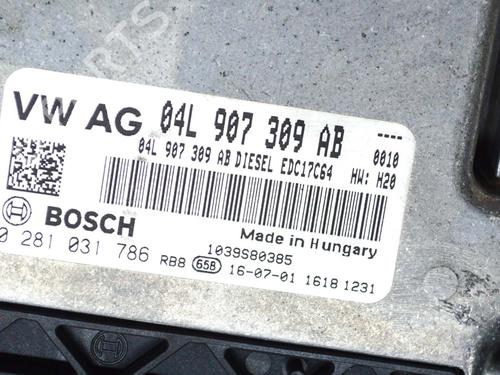 VW AG 04L 907 309 AB ----
04L 907 309 AB DIESEL EDC17C64 0010
HW: H20
BOSCH Made in Hungary
0 281 031 786 1039S80385
RB8 65B 16-07-01 1618 1231
BOSCH